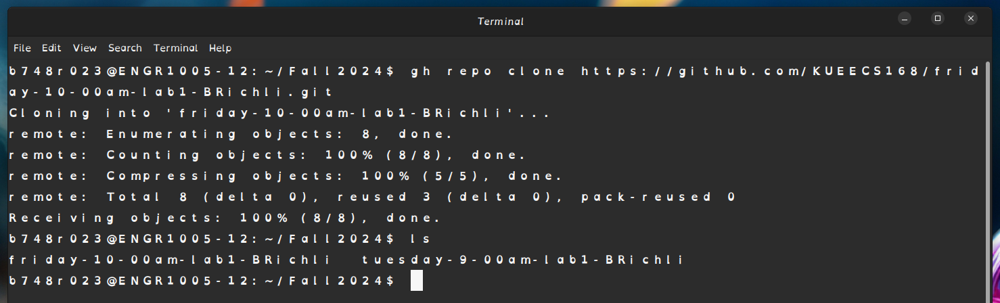 Terminal
File Edit View Search Terminal Help
b748r023@ENGR1005-12:~/Fall2024$ gh repo clone https://github.com/KUEECS168/frid
ay-10-00am-lab1-BRichli.git
Cloning into 'friday-10-00am-lab1-BRichli'...
remote: Enumerating objects: 8, done.
remote: Counting objects: 100% (8/8), done.
remote: Compressing objects: 100% (5/5), done.
remote: Total 8 (delta 0), reused 3 (delta 0), pack-reused 0
Receiving objects: 100% (8/8), done.
b748r023@ENGR1005-12:~/Fall2024$ ls
friday-10-00am-lab1-BRichli  tuesday-9-00am-lab1-BRichli
b748r023@ENGR1005-12:~/Fall2024$